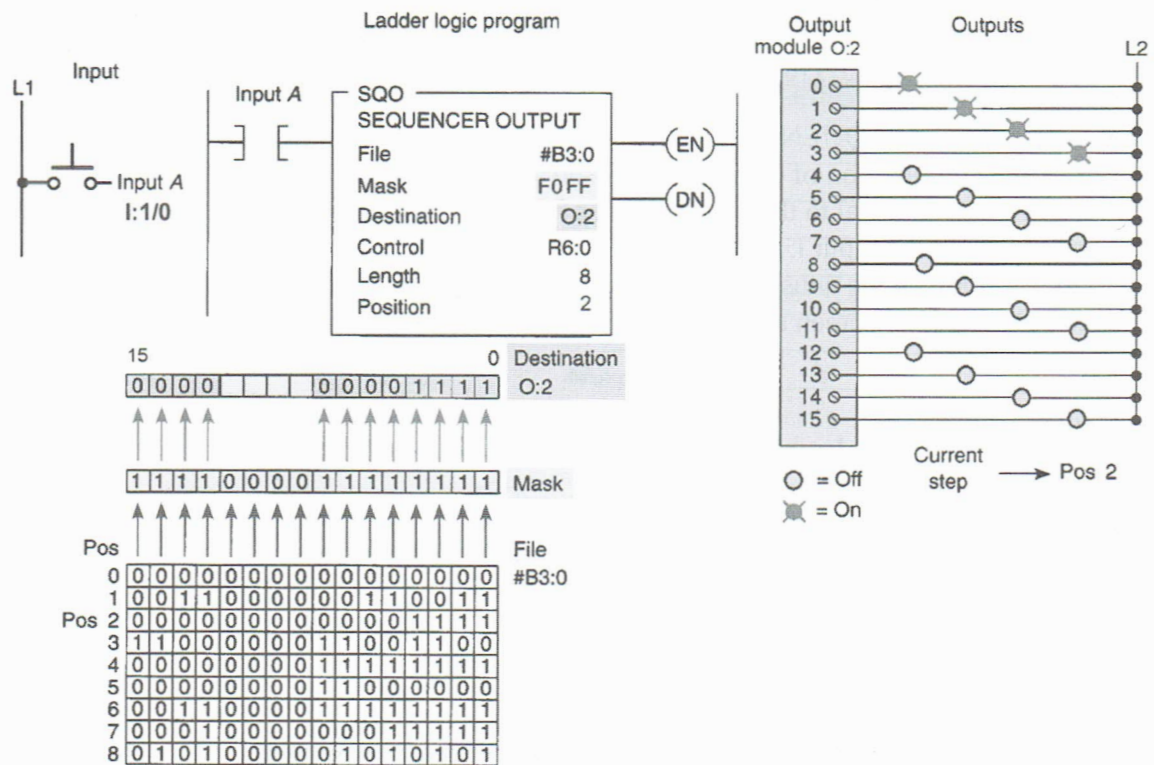 Ladder logic program
Input
L1
Input A
I:1/0
Input A
SQO
SEQUENCER OUTPUT
File #B3:0
Mask F0FF
Destination O:2
Control R6:0
Length 8
Position 2
EN
DN
Output
module O:2
Outputs
L2
0
1
2
3
4
5
6
7
8
9
10
11
12
13
14
15
Current
step
Pos 2
= Off
= On
15 0 Destination
0 0 0 0 0 0 0 0 1 1 1 1 O:2
1 1 1 1 0 0 0 0 1 1 1 1 1 1 1 1 Mask
Pos File
0 0 0 0 0 0 0 0 0 0 0 0 0 0 0 0 0 #B3:0
1 0 0 1 1 0 0 0 0 0 0 1 1 0 0 1 1
Pos 2 0 0 0 0 0 0 0 0 0 0 0 0 1 1 1 1
3 1 1 0 0 0 0 0 0 1 1 0 0 1 1 0 0
4 0 0 0 0 0 0 0 0 1 1 1 1 1 1 1 1
5 0 0 0 0 0 0 0 0 1 1 0 0 0 0 0 0
6 0 0 1 1 0 0 0 0 1 1 1 1 1 1 1 1
7 0 0 0 1 0 0 0 0 0 0 0 1 1 1 1 1
8 0 1 0 1 0 0 0 0 0 1 0 1 0 1 0 1